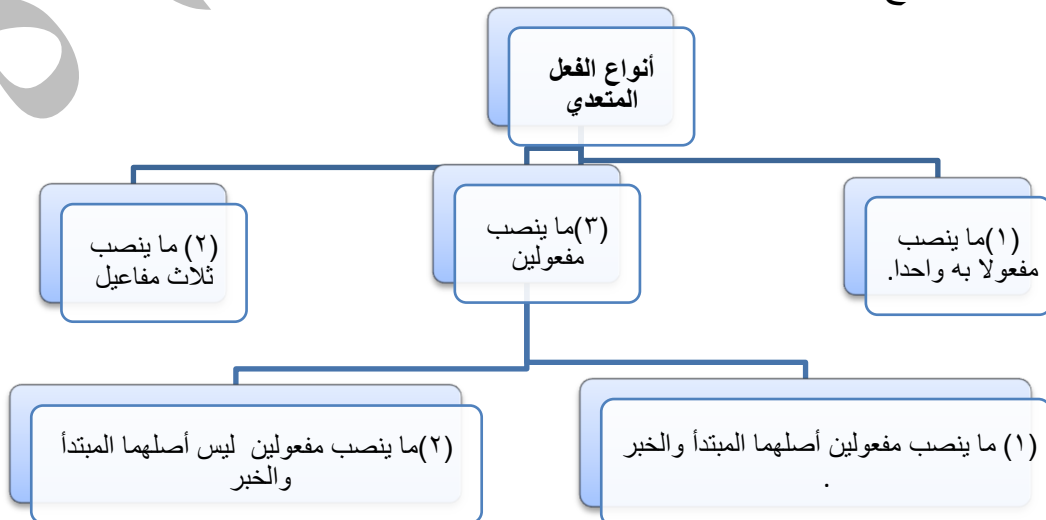 أنواع الفعل
المتعدي
(١)ما ينصب
مفعولا به واحدا.
(٣)ما ينصب
مفعولين
(٢) ما ينصب
ثلاث مفاعيل
(١) ما ينصب مفعولين أصلهما المبتدأ والخبر
.
(٢)ما ينصب مفعولين ليس أصلهما المبتدأ
والخبر